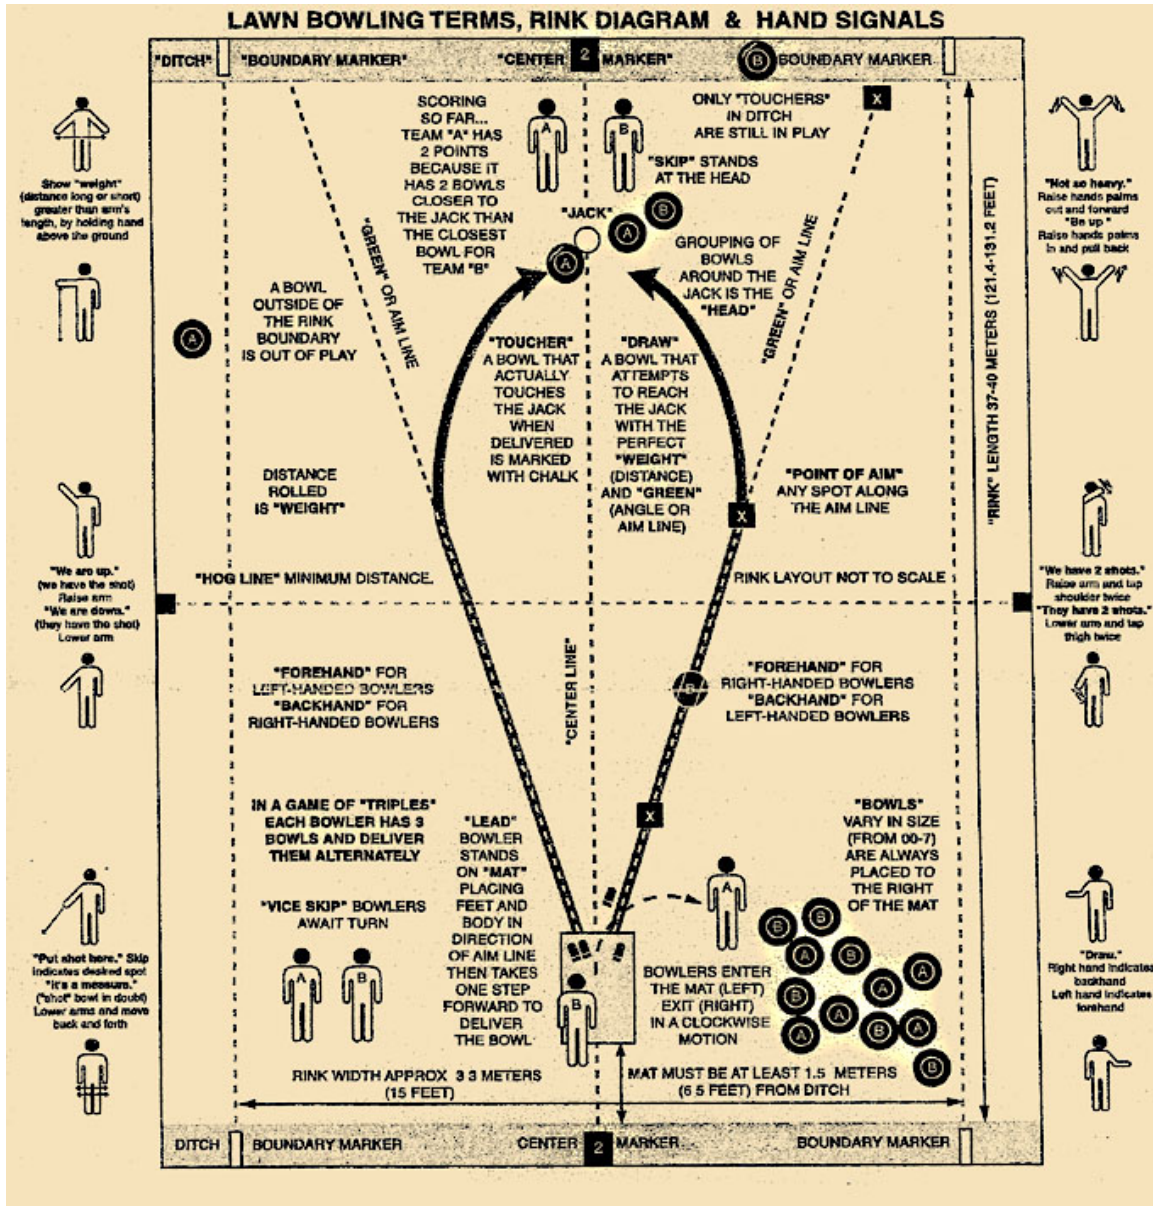 LAWN BOWLING TERMS, RINK DIAGRAM & HAND SIGNALS
"DITCH"
"BOUNDARY MARKER"
"CENTER 2 MARKER"
B
BOUNDARY MARKER
SCORING
SO FAR...
TEAM "A" HAS
2 POINTS
BECAUSE IT
HAS 2 BOWLS
CLOSER TO
THE JACK THAN
THE CLOSEST
BOWL FOR
TEAM "B"
A
B
ONLY "TOUCHERS"
IN DITCH
ARE STILL IN PLAY
X
"SKIP" STANDS
AT THE HEAD
"JACK"
B
A
A
GROUPING OF
BOWLS
AROUND THE
JACK IS THE
"HEAD"
"GREEN" OR AIM LINE
"GREEN" OR AIM LINE
"RINK" LENGTH 37-40 METERS (121.4-131.2 FEET)
Show "weight"
(distance long or short)
greater than arm's
length, by holding hand
above the ground
"Not so heavy."
Raise hands palms
out and forward
"Be up"
Raise hands palms
in and pull back
A BOWL
OUTSIDE OF
THE RINK
BOUNDARY
IS OUT OF PLAY
A
"TOUCHER"
A BOWL THAT
ACTUALLY
TOUCHES
THE JACK
WHEN
DELIVERED
IS MARKED
WITH CHALK
"DRAW"
A BOWL THAT
ATTEMPTS
TO REACH
THE JACK
WITH THE
PERFECT
"WEIGHT"
(DISTANCE)
AND "GREEN"
(ANGLE OR
AIM LINE)
DISTANCE
ROLLED
IS "WEIGHT"
"POINT OF AIM"
ANY SPOT ALONG
THE AIM LINE
X
"We are up."
(we have the shot)
Raise arm
"We are down."
(they have the shot)
Lower arm
"HOG LINE" MINIMUM DISTANCE.
RINK LAYOUT NOT TO SCALE
"We have 2 shots."
Raise arm and tap
shoulder twice
"They have 2 shots."
Lower arm and tap
thigh twice
"CENTER LINE"
"FOREHAND" FOR
LEFT-HANDED BOWLERS
"BACKHAND" FOR
RIGHT-HANDED BOWLERS
B
"FOREHAND" FOR
RIGHT-HANDED BOWLERS
"BACKHAND" FOR
LEFT-HANDED BOWLERS
IN A GAME OF "TRIPLES"
EACH BOWLER HAS 3
BOWLS AND DELIVER
THEM ALTERNATELY
"LEAD"
BOWLER
STANDS
ON "MAT"
PLACING
FEET AND
BODY IN
DIRECTION
OF AIM LINE
THEN TAKES
ONE STEP
FORWARD TO
DELIVER
THE BOWL
X
"BOWLS"
VARY IN SIZE
(FROM 00-7)
ARE ALWAYS
PLACED TO
THE RIGHT
OF THE MAT
A
"VICE SKIP" BOWLERS
AWAIT TURN
A
B
B
BOWLERS ENTER
THE MAT (LEFT)
EXIT (RIGHT)
IN A CLOCKWISE
MOTION
B
B
A
B
A
B
A
A
A
B
A
B
"Put shot here." Skip
indicates desired spot
"It's a measure."
("shot" bowl in doubt)
Lower arms and move
back and forth
"Draw."
Right hand indicates
backhand
Left hand indicates
forehand
RINK WIDTH APPROX 3 3 METERS
(15 FEET)
MAT MUST BE AT LEAST 1.5 METERS
(6 5 FEET) FROM DITCH
DITCH
BOUNDARY MARKER
CENTER 2 MARKER
BOUNDARY MARKER